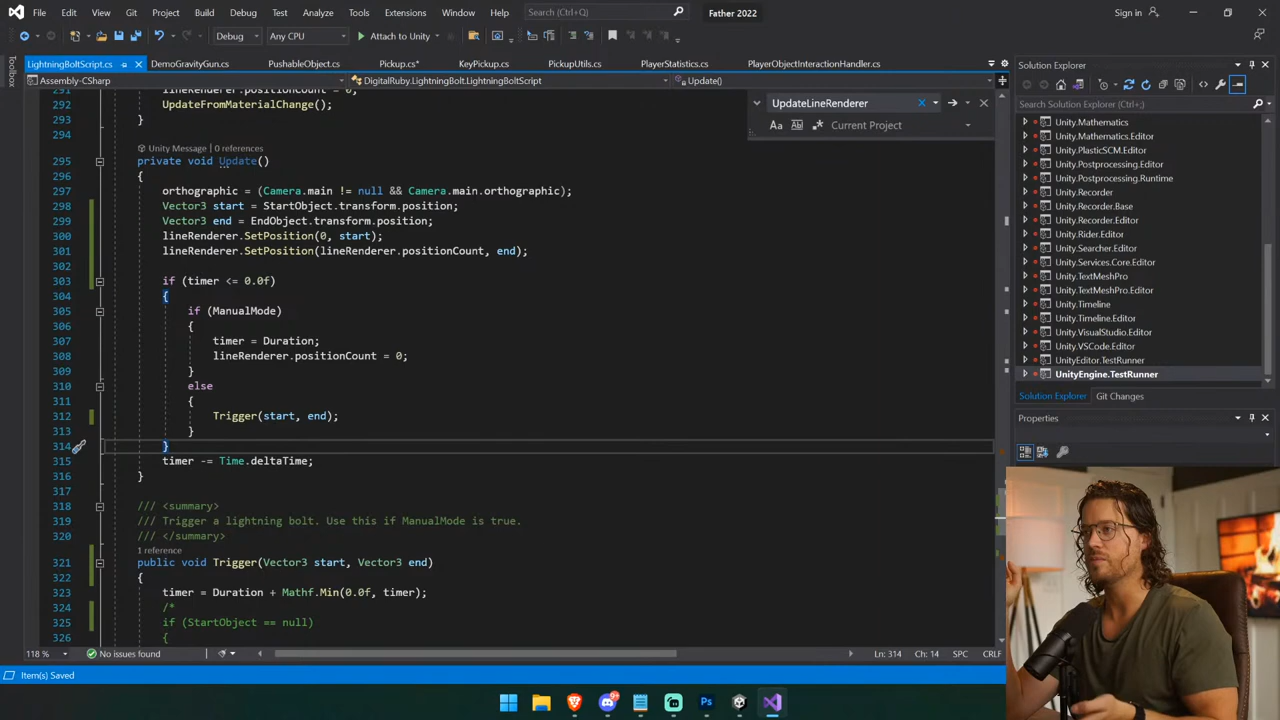 File Edit View Git Project Build Debug Test Analyze Tools Extensions Window Help Search (Ctrl+Q) Father 2022 Sign in
Debug Any CPU Attach to Unity
LightningBoltScript.cs DemoGravityGun.cs PushableObject.cs Pickup.cs* KeyPickup.cs PickupUtils.cs PlayerStatistics.cs PlayerObjectInteractionHandler.cs
Assembly-CSharp DigitalRuby.LightningBolt.LightningBoltScript Update()
Toolbox
UpdateLineRenderer
Aa Current Project
291 lineRenderer.positionCount = 0;
292 UpdateFromMaterialChange();
293 }
294
Unity Message | 0 references
295 private void Update()
296 {
297 orthographic = (Camera.main != null && Camera.main.orthographic);
298 Vector3 start = StartObject.transform.position;
299 Vector3 end = EndObject.transform.position;
300 lineRenderer.SetPosition(0, start);
301 lineRenderer.SetPosition(lineRenderer.positionCount, end);
302
303 if (timer <= 0.0f)
304 {
305 if (ManualMode)
306 {
307 timer = Duration;
308 lineRenderer.positionCount = 0;
309 }
310 else
311 {
312 Trigger(start, end);
313 }
314 }
315 timer -= Time.deltaTime;
316 }
317
318 /// <summary>
319 /// Trigger a lightning bolt. Use this if ManualMode is true.
320 /// </summary>
1 reference
321 public void Trigger(Vector3 start, Vector3 end)
322 {
323 timer = Duration + Mathf.Min(0.0f, timer);
324 /*
325 if (StartObject == null)
326 {
118 % No issues found Ln: 314 Ch: 14 SPC CRLF
Item(s) Saved
Solution Explorer
Search Solution Explorer (Ctrl+;)
Unity.Mathematics
Unity.Mathematics.Editor
Unity.PlasticSCM.Editor
Unity.Postprocessing.Editor
Unity.Postprocessing.Runtime
Unity.Recorder
Unity.Recorder.Base
Unity.Recorder.Editor
Unity.Rider.Editor
Unity.Searcher.Editor
Unity.Services.Core.Editor
Unity.TextMeshPro
Unity.TextMeshPro.Editor
Unity.Timeline
Unity.Timeline.Editor
Unity.VisualStudio.Editor
Unity.VSCode.Editor
UnityEditor.TestRunner
UnityEngine.TestRunner
Solution Explorer Git Changes
Properties